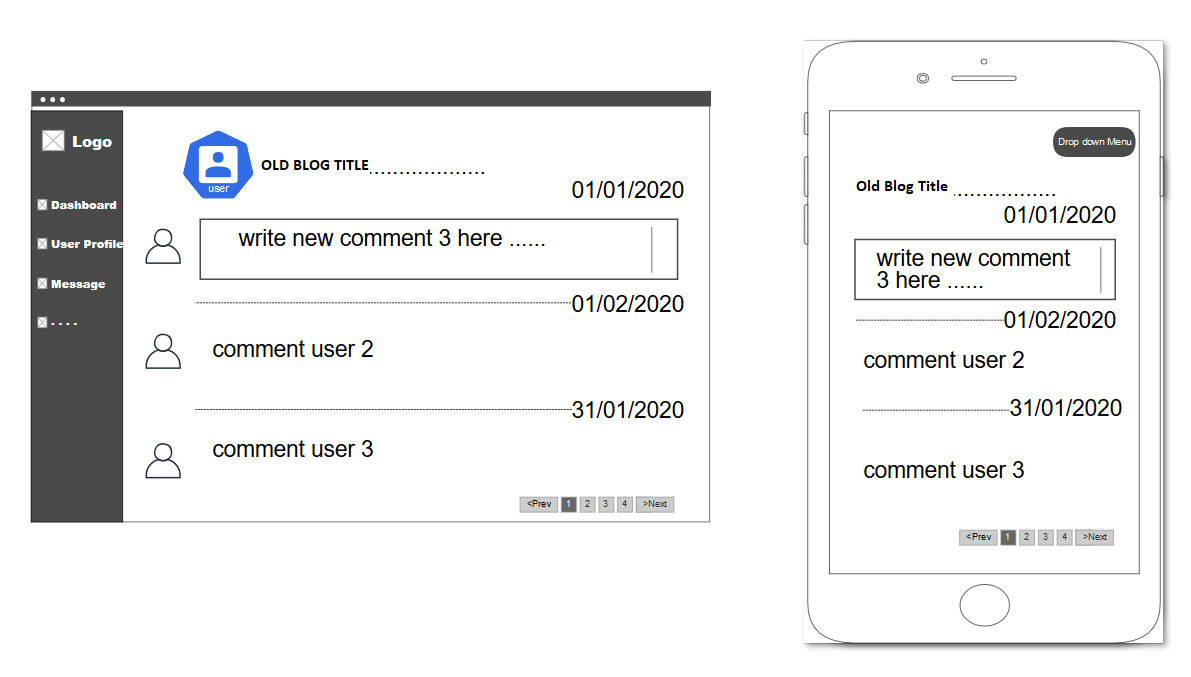 Logo
Dashboard
User Profile
Message
. . . .
user
OLD BLOG TITLE..................
01/01/2020
write new comment 3 here ......
01/02/2020
comment user 2
31/01/2020
comment user 3
<Prev 1 2 3 4 >Next
Drop down Menu
Old Blog Title ................
01/01/2020
write new comment
3 here ......
01/02/2020
comment user 2
31/01/2020
comment user 3
<Prev 1 2 3 4 >Next